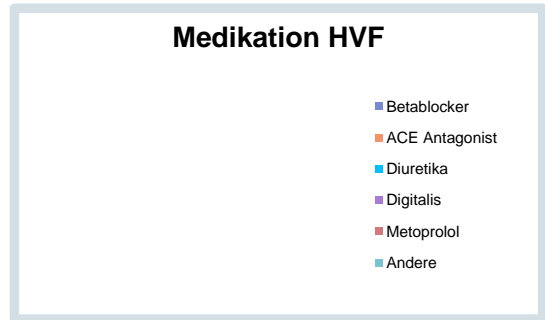 Medikation HVF
Betablocker
ACE Antagonist
Diuretika
Digitalis
Metoprolol
Andere